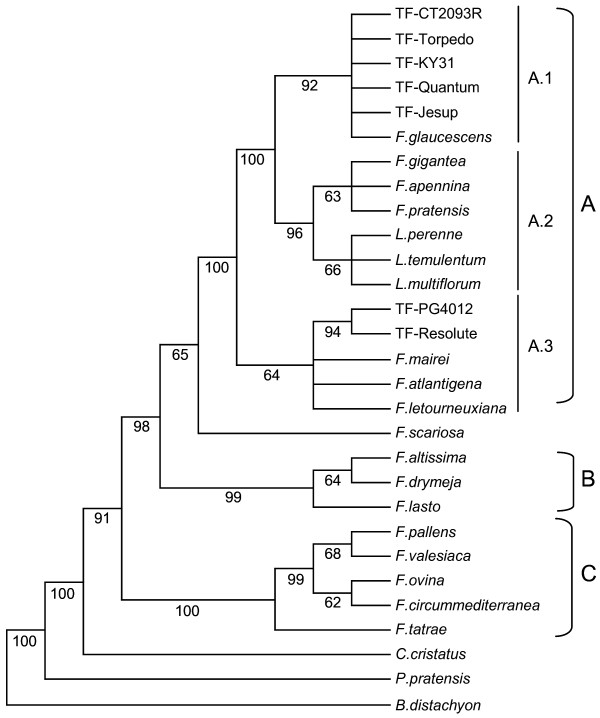 TF-CT2093R
TF-Torpedo
TF-KY31
92
TF-Quantum
A.1
TF-Jesup
F.glaucescens
100
F.gigantea
F.apennina
63
A
F.pratensis
A.2
96
L.perenne
L.temulentum
66
100
L.multiflorum
TF-PG4012
94
TF-Resolute
A.3
65
F.mairei
64
F.atlantigena
F.letourneuxiana
98
F.scariosa
F.altissima
64
F.drymeja
B
99
F.lasto
91
F.pallens
68
F.valesiaca
99
F.ovina
C
100
62
F.circummediterranea
100
F.tatrae
100
C.cristatus
P.pratensis
B.distachyon